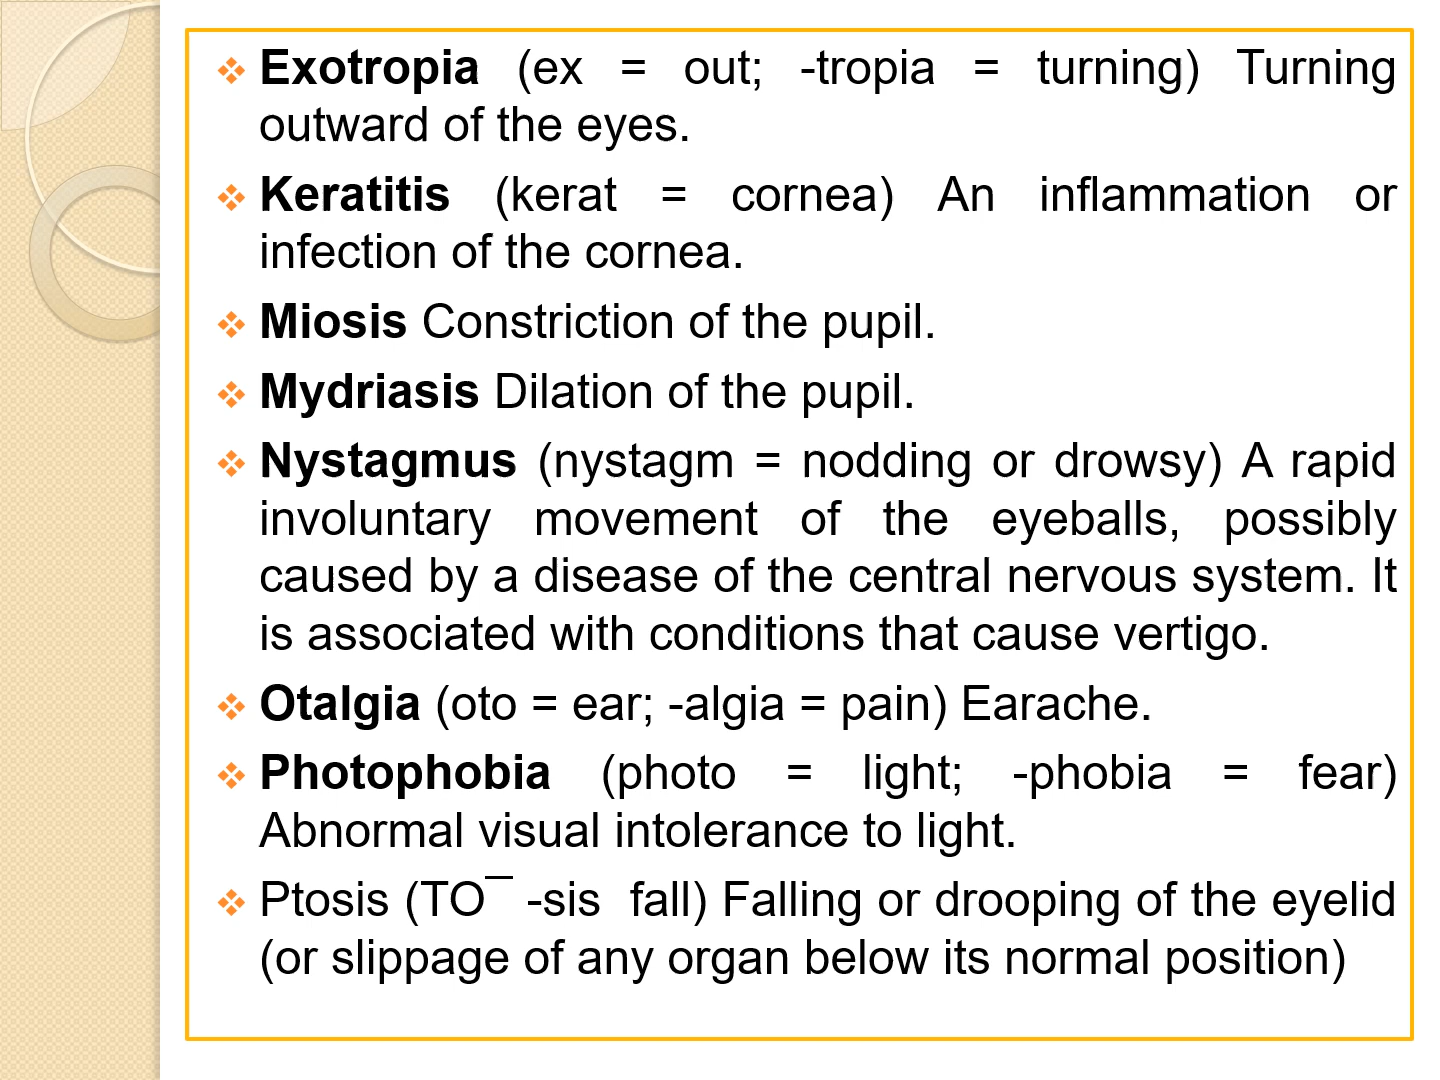 ❖ Exotropia (ex = out; -tropia = turning) Turning
outward of the eyes.
❖ Keratitis (kerat = cornea) An inflammation or
infection of the cornea.
❖ Miosis Constriction of the pupil.
❖ Mydriasis Dilation of the pupil.
❖ Nystagmus (nystagm = nodding or drowsy) A rapid
involuntary movement of the eyeballs, possibly
caused by a disease of the central nervous system. It
is associated with conditions that cause vertigo.
❖ Otalgia (oto = ear; -algia = pain) Earache.
❖ Photophobia (photo = light; -phobia = fear)
Abnormal visual intolerance to light.
❖ Ptosis (TO¯ -sis fall) Falling or drooping of the eyelid
(or slippage of any organ below its normal position)